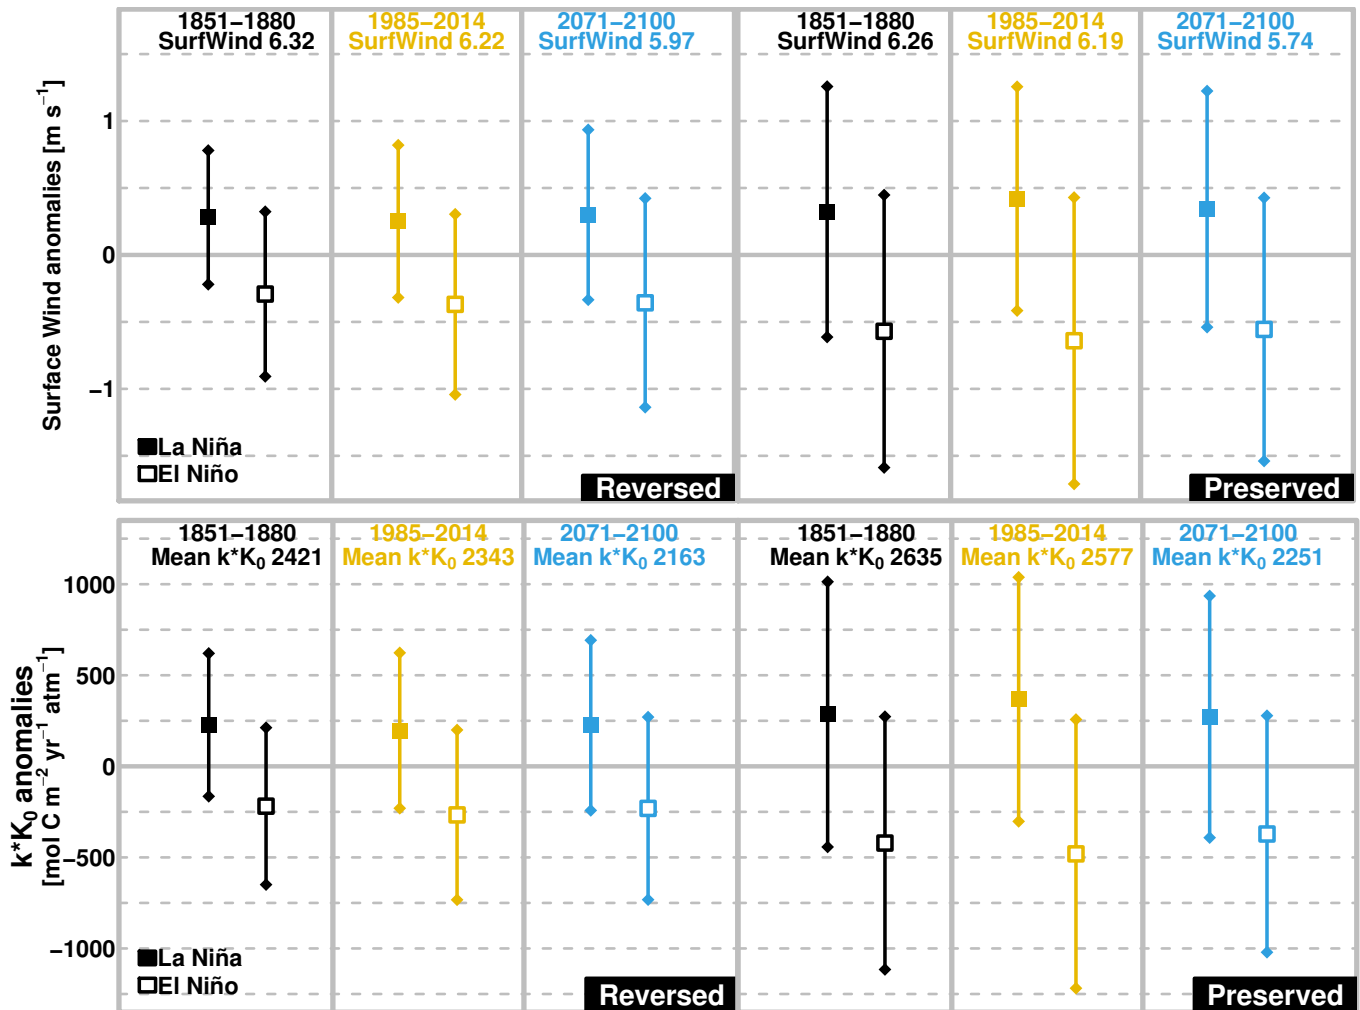 1851−1880 1985−2014 2071−2100 1851−1880 1985−2014 2071−2100
SurfWind 6.32 SurfWind 6.22 SurfWind 5.97 SurfWind 6.26 SurfWind 6.19 SurfWind 5.74
Surface Wind anomalies [m s⁻¹]
1
0
−1
La Niña
El Niño
Reversed Preserved
1851−1880 1985−2014 2071−2100 1851−1880 1985−2014 2071−2100
Mean k*K₀ 2421 Mean k*K₀ 2343 Mean k*K₀ 2163 Mean k*K₀ 2635 Mean k*K₀ 2577 Mean k*K₀ 2251
k*K₀ anomalies
[mol C m⁻² yr⁻¹ atm⁻¹]
1000
500
0
−500
−1000
La Niña
El Niño
Reversed Preserved